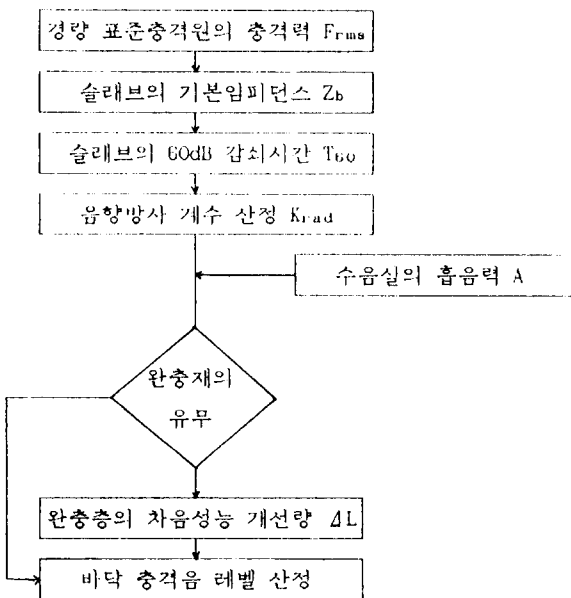 경량 표준충격원의 충격력 Frms
슬래브의 기본임피던스 Zb
슬래브의 60dB 감쇠시간 T60
음향방사 계수 산정 Krad
수음실의 흡음력 A
완충재의
유무
완충층의 차음성능 개선량 ΔL
바닥 충격음 레벨 산정